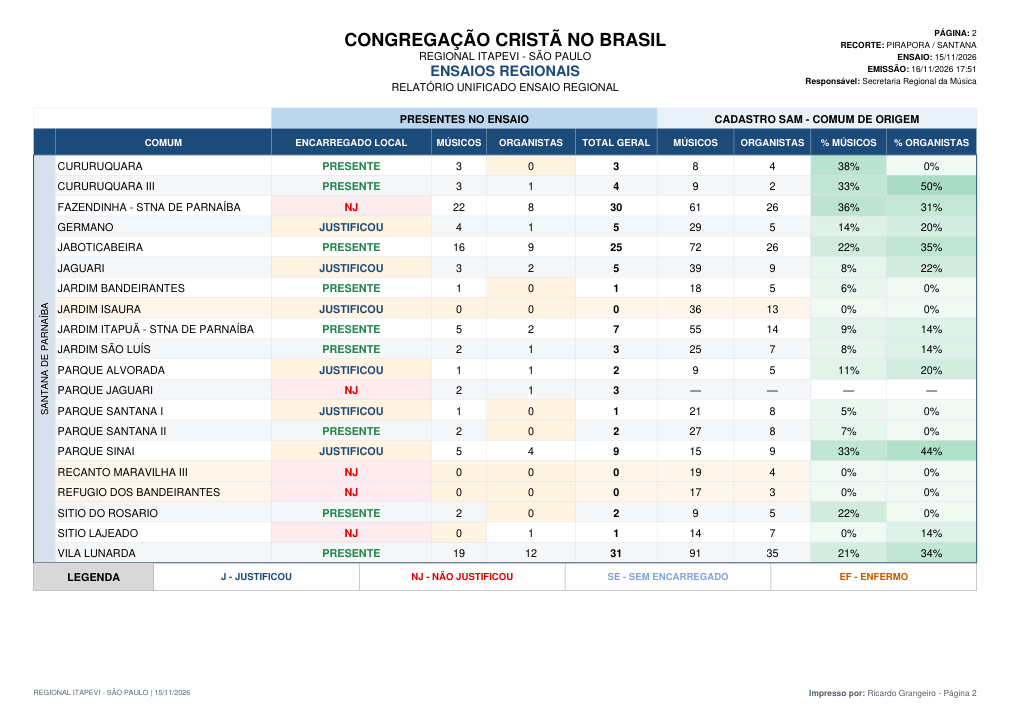 CONGREGAÇÃO CRISTÃ NO BRASIL
REGIONAL ITAPEVI - SÃO PAULO
ENSAIOS REGIONAIS
RELATÓRIO UNIFICADO ENSAIO REGIONAL
PÁGINA: 2
RECORTE: PIRAPORA / SANTANA
ENSAIO: 15/11/2026
EMISSÃO: 16/11/2026 17:51
Responsável: Secretaria Regional da Música
PRESENTES NO ENSAIO CADASTRO SAM - COMUM DE ORIGEM
COMUM ENCARREGADO LOCAL MÚSICOS ORGANISTAS TOTAL GERAL MÚSICOS ORGANISTAS % MÚSICOS % ORGANISTAS
SANTANA DE PARNAÍBA
CURURUQUARA PRESENTE 3 0 3 8 4 38% 0%
CURURUQUARA III PRESENTE 3 1 4 9 2 33% 50%
FAZENDINHA - STNA DE PARNAÍBA NJ 22 8 30 61 26 36% 31%
GERMANO JUSTIFICOU 4 1 5 29 5 14% 20%
JABOTICABEIRA PRESENTE 16 9 25 72 26 22% 35%
JAGUARI JUSTIFICOU 3 2 5 39 9 8% 22%
JARDIM BANDEIRANTES PRESENTE 1 0 1 18 5 6% 0%
JARDIM ISAURA JUSTIFICOU 0 0 0 36 13 0% 0%
JARDIM ITAPUÃ - STNA DE PARNAÍBA PRESENTE 5 2 7 55 14 9% 14%
JARDIM SÃO LUÍS PRESENTE 2 1 3 25 7 8% 14%
PARQUE ALVORADA JUSTIFICOU 1 1 2 9 5 11% 20%
PARQUE JAGUARI NJ 2 1 3 — — — —
PARQUE SANTANA I JUSTIFICOU 1 0 1 21 8 5% 0%
PARQUE SANTANA II PRESENTE 2 0 2 27 8 7% 0%
PARQUE SINAI JUSTIFICOU 5 4 9 15 9 33% 44%
RECANTO MARAVILHA III NJ 0 0 0 19 4 0% 0%
REFUGIO DOS BANDEIRANTES NJ 0 0 0 17 3 0% 0%
SITIO DO ROSARIO PRESENTE 2 0 2 9 5 22% 0%
SITIO LAJEADO NJ 0 1 1 14 7 0% 14%
VILA LUNARDA PRESENTE 19 12 31 91 35 21% 34%
LEGENDA J - JUSTIFICOU NJ - NÃO JUSTIFICOU SE - SEM ENCARREGADO EF - ENFERMO
REGIONAL ITAPEVI - SÃO PAULO | 15/11/2026
Impresso por: Ricardo Grangeiro - Página 2